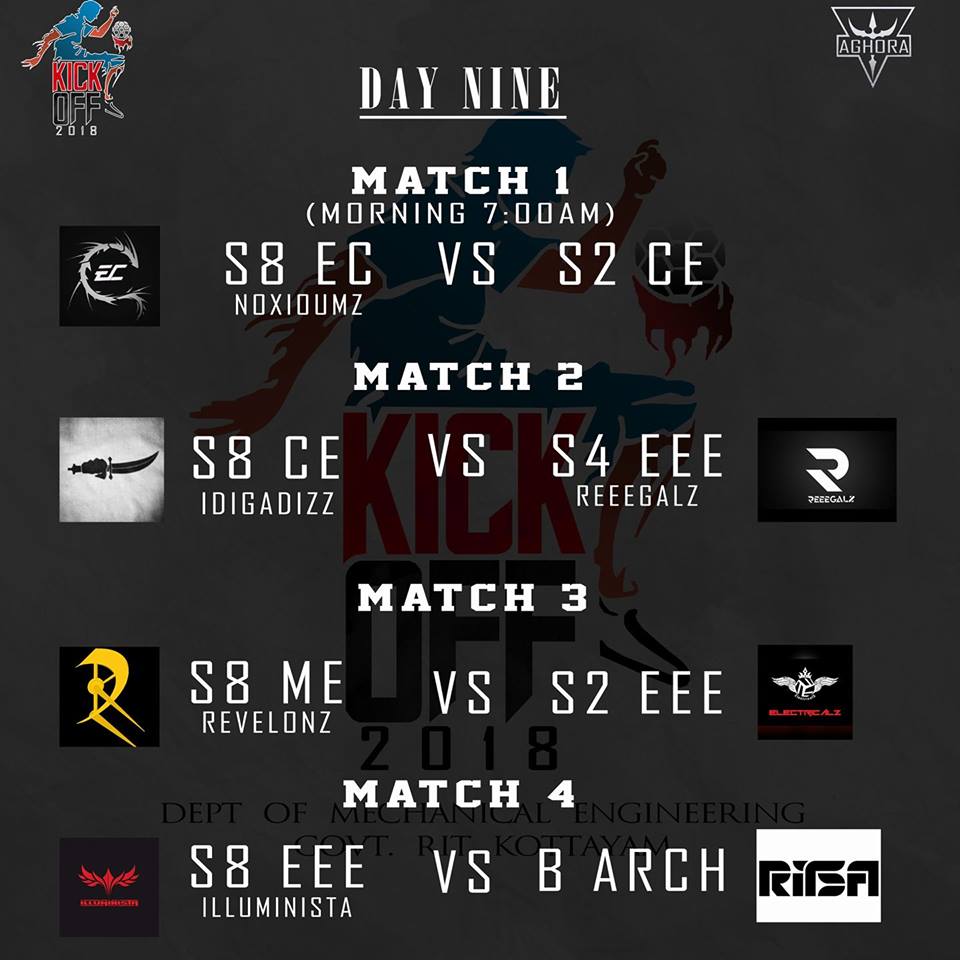 KICK
OFF
2018
AGHORA
DAY NINE
MATCH 1
(MORNING 7:00AM)
EC
S8 EC VS S2 CE
NOXIOUMZ
MATCH 2
S8 CE VS S4 EEE
IDIGADIZZ REEEGALZ
REEEGALZ
KICK
OFF
2018
MATCH 3
S8 ME VS S2 EEE
REVELONZ
ELECTRICALZ
MATCH 4
DEPT OF MECHANICAL ENGINEERING
GOVT. RIT KOTTAYAM
S8 EEE VS B ARCH
ILLUMINISTA
ILLUMINISTA
RITSA